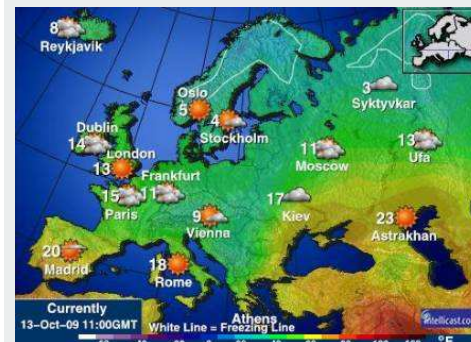 8
Reykjavik
Oslo
5
4
Stockholm
3
Syktyvkar
Dublin
14
London
13
Frankfurt
11
15
Paris
11
Moscow
13
Ufa
9
Vienna
17
Kiev
23
Astrakhan
20
Madrid
18
Rome
Currently
13-Oct-09 11:00GMT
Athens
White Line = Freezing Line
intellicast.co
°F